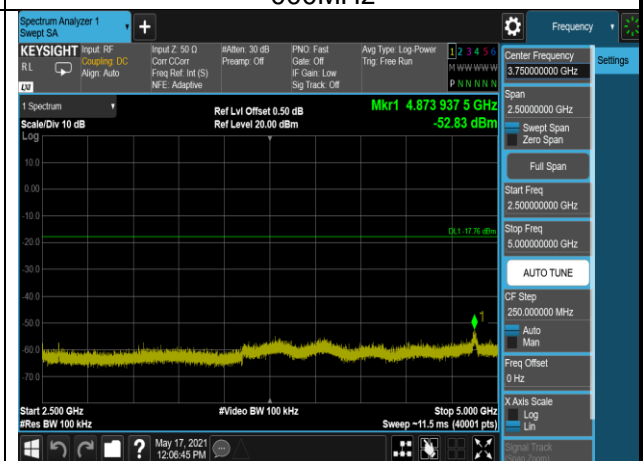 Spectrum Analyzer 1
Swept SA
+
Frequency
KEYSIGHT
RL
Input: RF
Coupling: DC
Align: Auto
Input Z: 50 Ω
Corr CCorr
Freq Ref: Int (S)
NFE: Adaptive
#Atten: 30 dB
Preamp: Off
PNO: Fast
Gate: Off
IF Gain: Low
Sig Track: Off
Avg Type: Log-Power
Trig: Free Run
1 2 3 4 5 6
M W W W W W
P N N N N N
LXI
1 Spectrum
Scale/Div 10 dB
Log
Ref Lvl Offset 0.50 dB
Ref Level 20.00 dBm
Mkr1 4.873 937 5 GHz
-52.83 dBm
10.0
0.00
-10.0
DL1 -17.76 dBm
-20.0
-30.0
-40.0
1
-50.0
-60.0
-70.0
Start 2.500 GHz
#Res BW 100 kHz
#Video BW 100 kHz
Stop 5.000 GHz
Sweep ~11.5 ms (40001 pts)
Center Frequency
3.750000000 GHz
Settings
Span
2.50000000 GHz
Swept Span
Zero Span
Full Span
Start Freq
2.500000000 GHz
Stop Freq
5.000000000 GHz
AUTO TUNE
CF Step
250.000000 MHz
Auto
Man
Freq Offset
0 Hz
X Axis Scale
Log
Lin
Signal Track
(Span Zoom)
?
May 17, 2021
12:06:45 PM